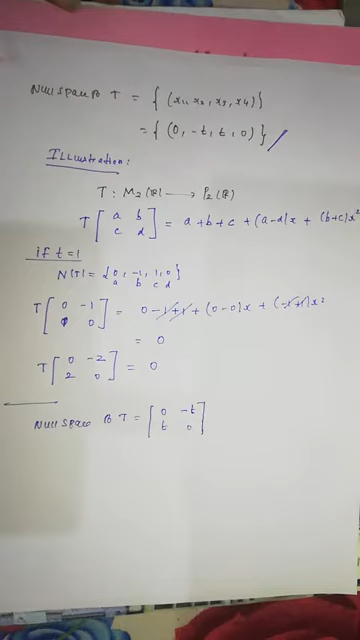 Null space of T = { (x1, x2, x3, x4) }
= { (0, -t, t, 0) }
Illustration:
T : M2(R) → P2(R)
T [ a b ; c d ] = a + b + c + (a-d)x + (b+c)x²
if t = 1
N(T) = { 0, -1, 1, 0 }
a b c d
T [ 0 -1 ; 1 0 ] = 0 - 1 + 1 + (0-0)x + (-1+1)x²
= 0
T [ 0 -2 ; 2 0 ] = 0
Null space of T = [ 0 -t ; t 0 ]